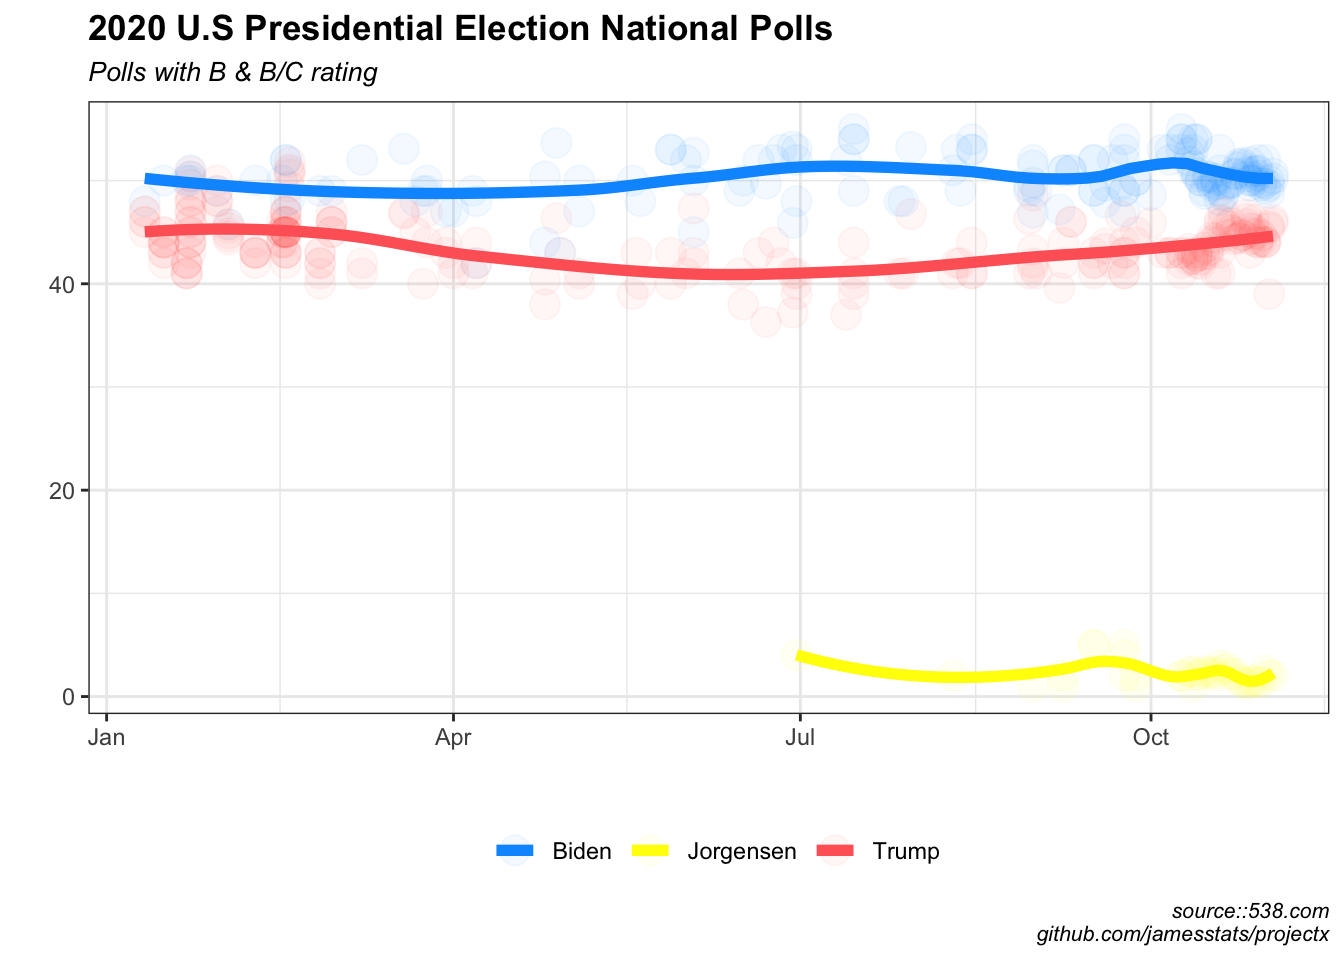 2020 U.S Presidential Election National Polls
Polls with B & B/C rating
40
20
0
Jan Apr Jul Oct
Biden Jorgensen Trump
source::538.com
github.com/jamesstats/projectx